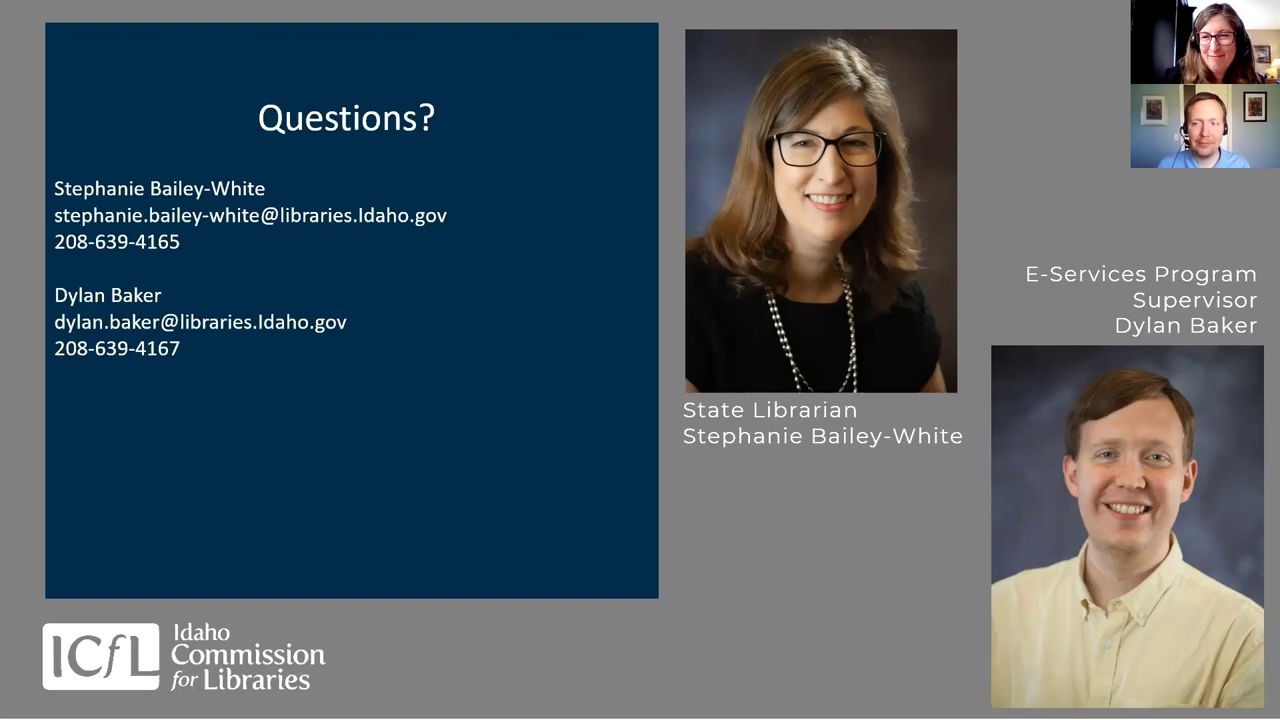 Questions?
Stephanie Bailey-White
stephanie.bailey-white@libraries.Idaho.gov
208-639-4165
Dylan Baker
dylan.baker@libraries.Idaho.gov
208-639-4167
State Librarian
Stephanie Bailey-White
E-Services Program
Supervisor
Dylan Baker
ICfL
Idaho
Commission
for Libraries